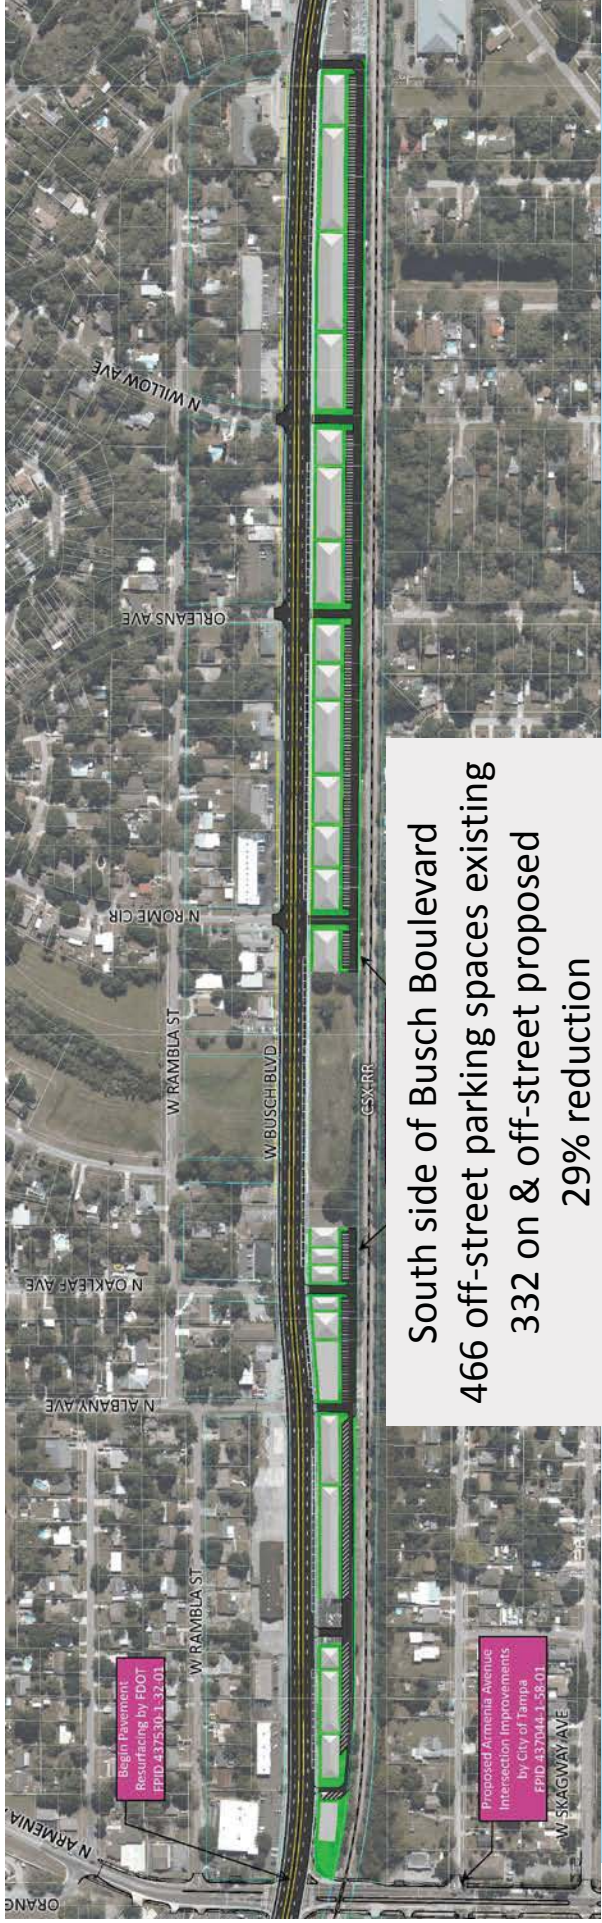 N WILLOW AVE
ORLEANS AVE
N ROME CIR
W RAMBLA ST
W BUSCH BLVD
CSX RR
N OAKLEAF AVE
N ALBANY AVE
W RAMBLA ST
Begin Pavement
Resurfacing by FDOT
FPID 437530-1-32-01
N ARMENIA
ORANG
Proposed Armenia Avenue
Intersection Improvements
by City of Tampa
FPID 437044-1-58-01
W SKAGWAY AVE
South side of Busch Boulevard
466 off-street parking spaces existing
332 on & off-street proposed
29% reduction